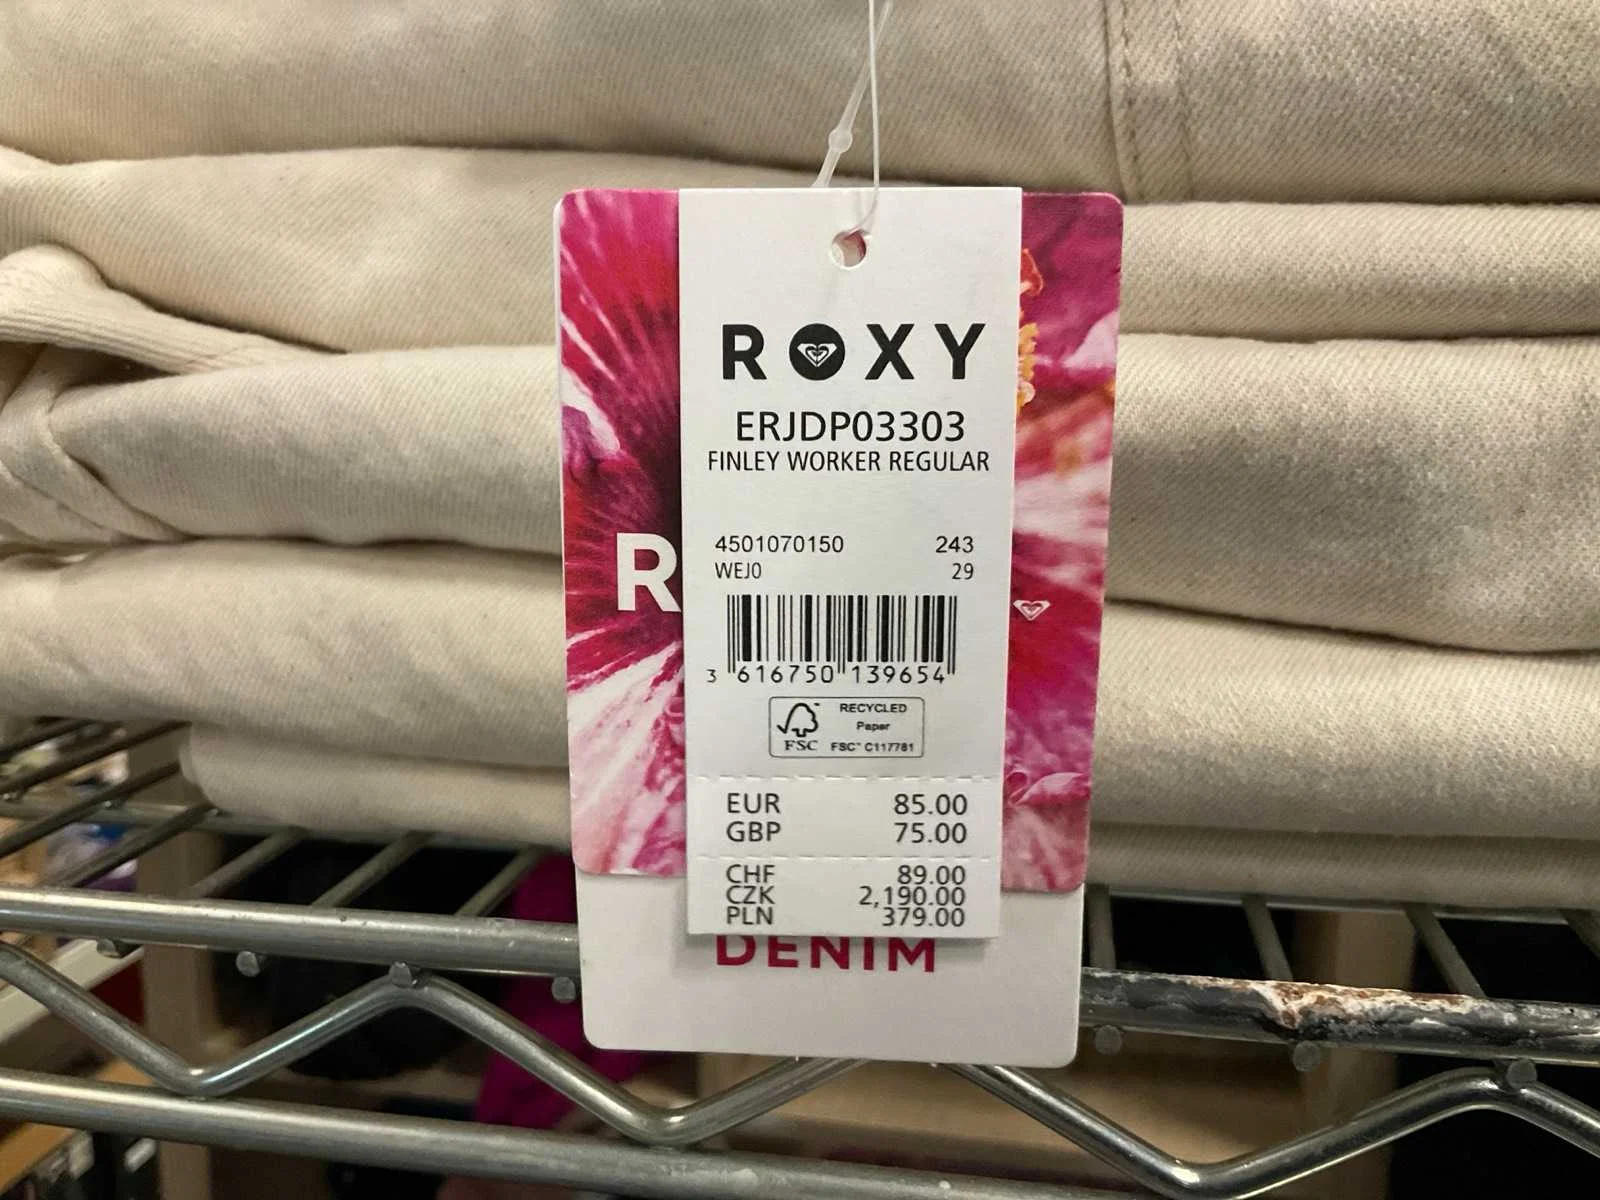 ROXY
ERJDP03303
FINLEY WORKER REGULAR
4501070150 243
WEJ0 29
R
3 616750 139654
FSC
RECYCLED
Paper
FSC™ C117781
EUR 85.00
GBP 75.00
CHF 89.00
CZK 2,190.00
PLN 379.00
DENIM